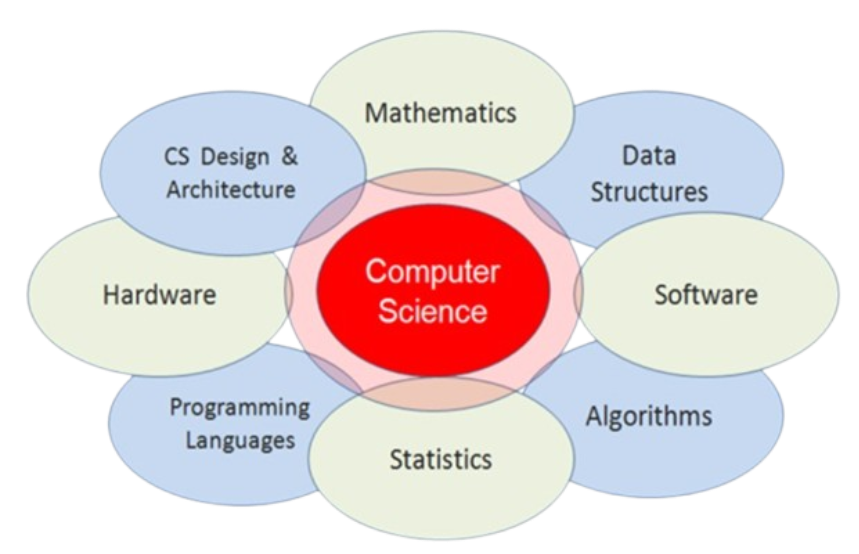 Mathematics
CS Design &
Architecture
Data
Structures
Hardware
Computer
Science
Software
Programming
Languages
Algorithms
Statistics